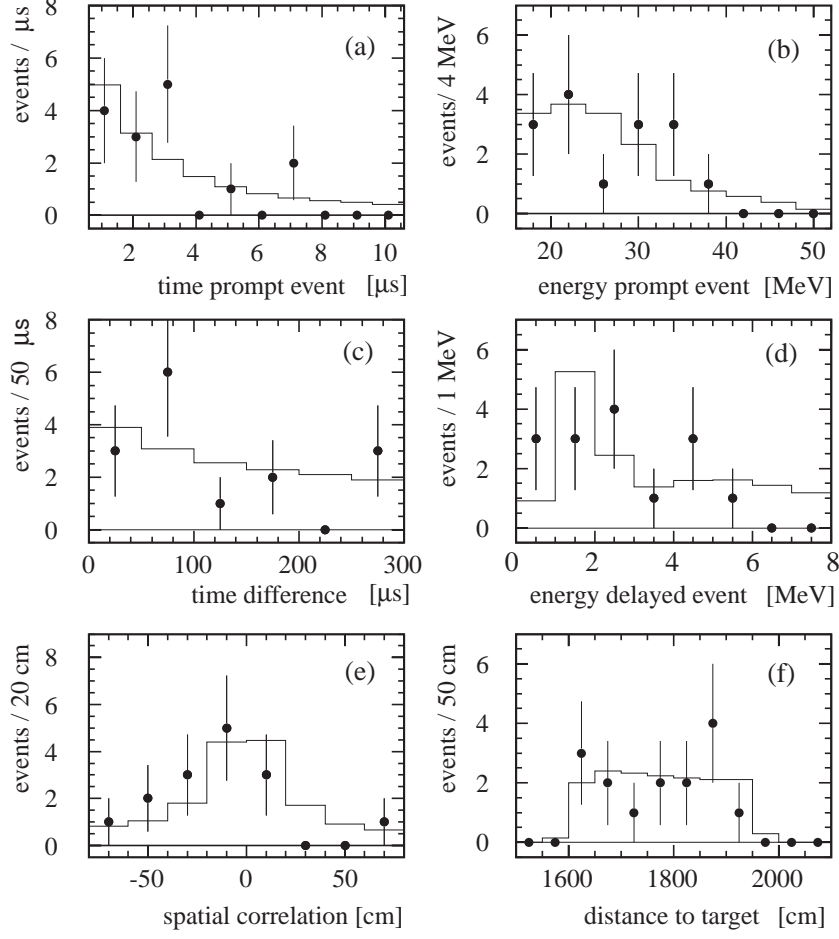 events / μs
8
6
4
2
0
(a)
2 4 6 8 10
time prompt event [μs]
events/ 4 MeV
6
4
2
0
(b)
20 30 40 50
energy prompt event [MeV]
events / 50 μs
8
6
4
2
0
(c)
0 100 200 300
time difference [μs]
events / 1 MeV
6
4
2
0
(d)
0 2 4 6 8
energy delayed event [MeV]
events / 20 cm
8
6
4
2
0
(e)
-50 0 50
spatial correlation [cm]
events / 50 cm
6
4
2
0
(f)
1600 1800 2000
distance to target [cm]